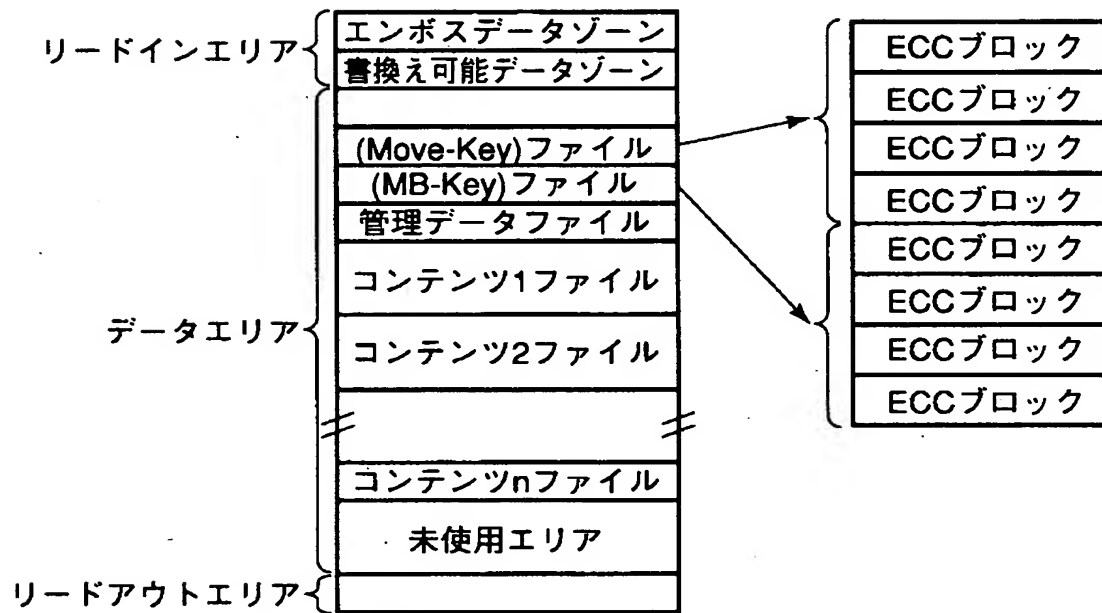 リードインエリア
エンボスデータゾーン
書換え可能データゾーン
データエリア
(Move-Key)ファイル
(MB-Key)ファイル
管理データファイル
コンテンツ1ファイル
コンテンツ2ファイル
コンテンツnファイル
未使用エリア
リードアウトエリア
ECCブロック
ECCブロック
ECCブロック
ECCブロック
ECCブロック
ECCブロック
ECCブロック
ECCブロック